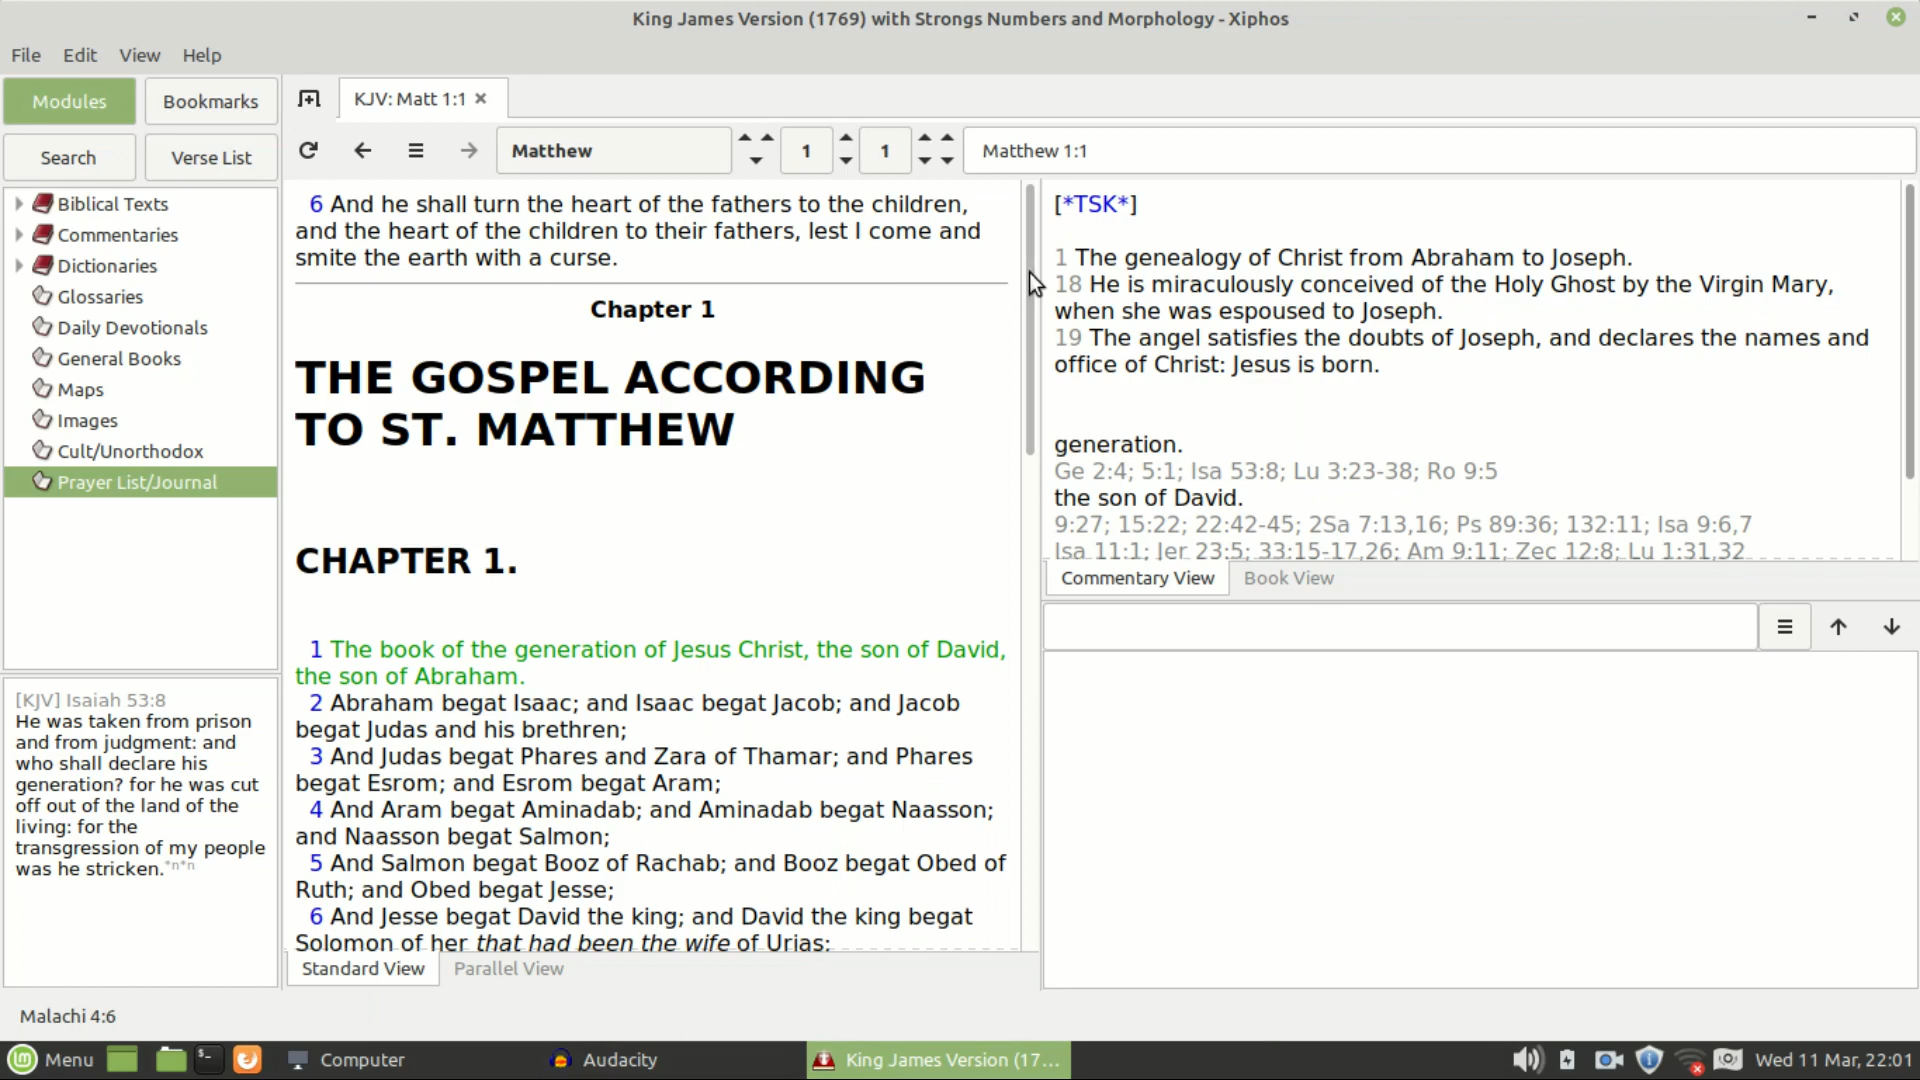 King James Version (1769) with Strongs Numbers and Morphology - Xiphos
File Edit View Help
Modules Bookmarks
Search Verse List
Biblical Texts
Commentaries
Dictionaries
Glossaries
Daily Devotionals
General Books
Maps
Images
Cult/Unorthodox
Prayer List/Journal
[KJV] Isaiah 53:8
He was taken from prison
and from judgment: and
who shall declare his
generation? for he was cut
off out of the land of the
living: for the
transgression of my people
was he stricken.*n*n
KJV: Matt 1:1
Matthew 1 1 Matthew 1:1
6 And he shall turn the heart of the fathers to the children,
and the heart of the children to their fathers, lest I come and
smite the earth with a curse.
Chapter 1
THE GOSPEL ACCORDING
TO ST. MATTHEW
CHAPTER 1.
1 The book of the generation of Jesus Christ, the son of David,
the son of Abraham.
2 Abraham begat Isaac; and Isaac begat Jacob; and Jacob
begat Judas and his brethren;
3 And Judas begat Phares and Zara of Thamar; and Phares
begat Esrom; and Esrom begat Aram;
4 And Aram begat Aminadab; and Aminadab begat Naasson;
and Naasson begat Salmon;
5 And Salmon begat Booz of Rachab; and Booz begat Obed of
Ruth; and Obed begat Jesse;
6 And Jesse begat David the king; and David the king begat
Solomon of her that had been the wife of Urias;
Standard View Parallel View
[*TSK*]
1 The genealogy of Christ from Abraham to Joseph.
18 He is miraculously conceived of the Holy Ghost by the Virgin Mary,
when she was espoused to Joseph.
19 The angel satisfies the doubts of Joseph, and declares the names and
office of Christ: Jesus is born.
generation.
Ge 2:4; 5:1; Isa 53:8; Lu 3:23-38; Ro 9:5
the son of David.
9:27; 15:22; 22:42-45; 2Sa 7:13,16; Ps 89:36; 132:11; Isa 9:6,7
Isa 11:1; Jer 23:5; 33:15-17,26; Am 9:11; Zec 12:8; Lu 1:31,32
Commentary View Book View
Malachi 4:6
Menu Computer Audacity King James Version (17... Wed 11 Mar, 22:01